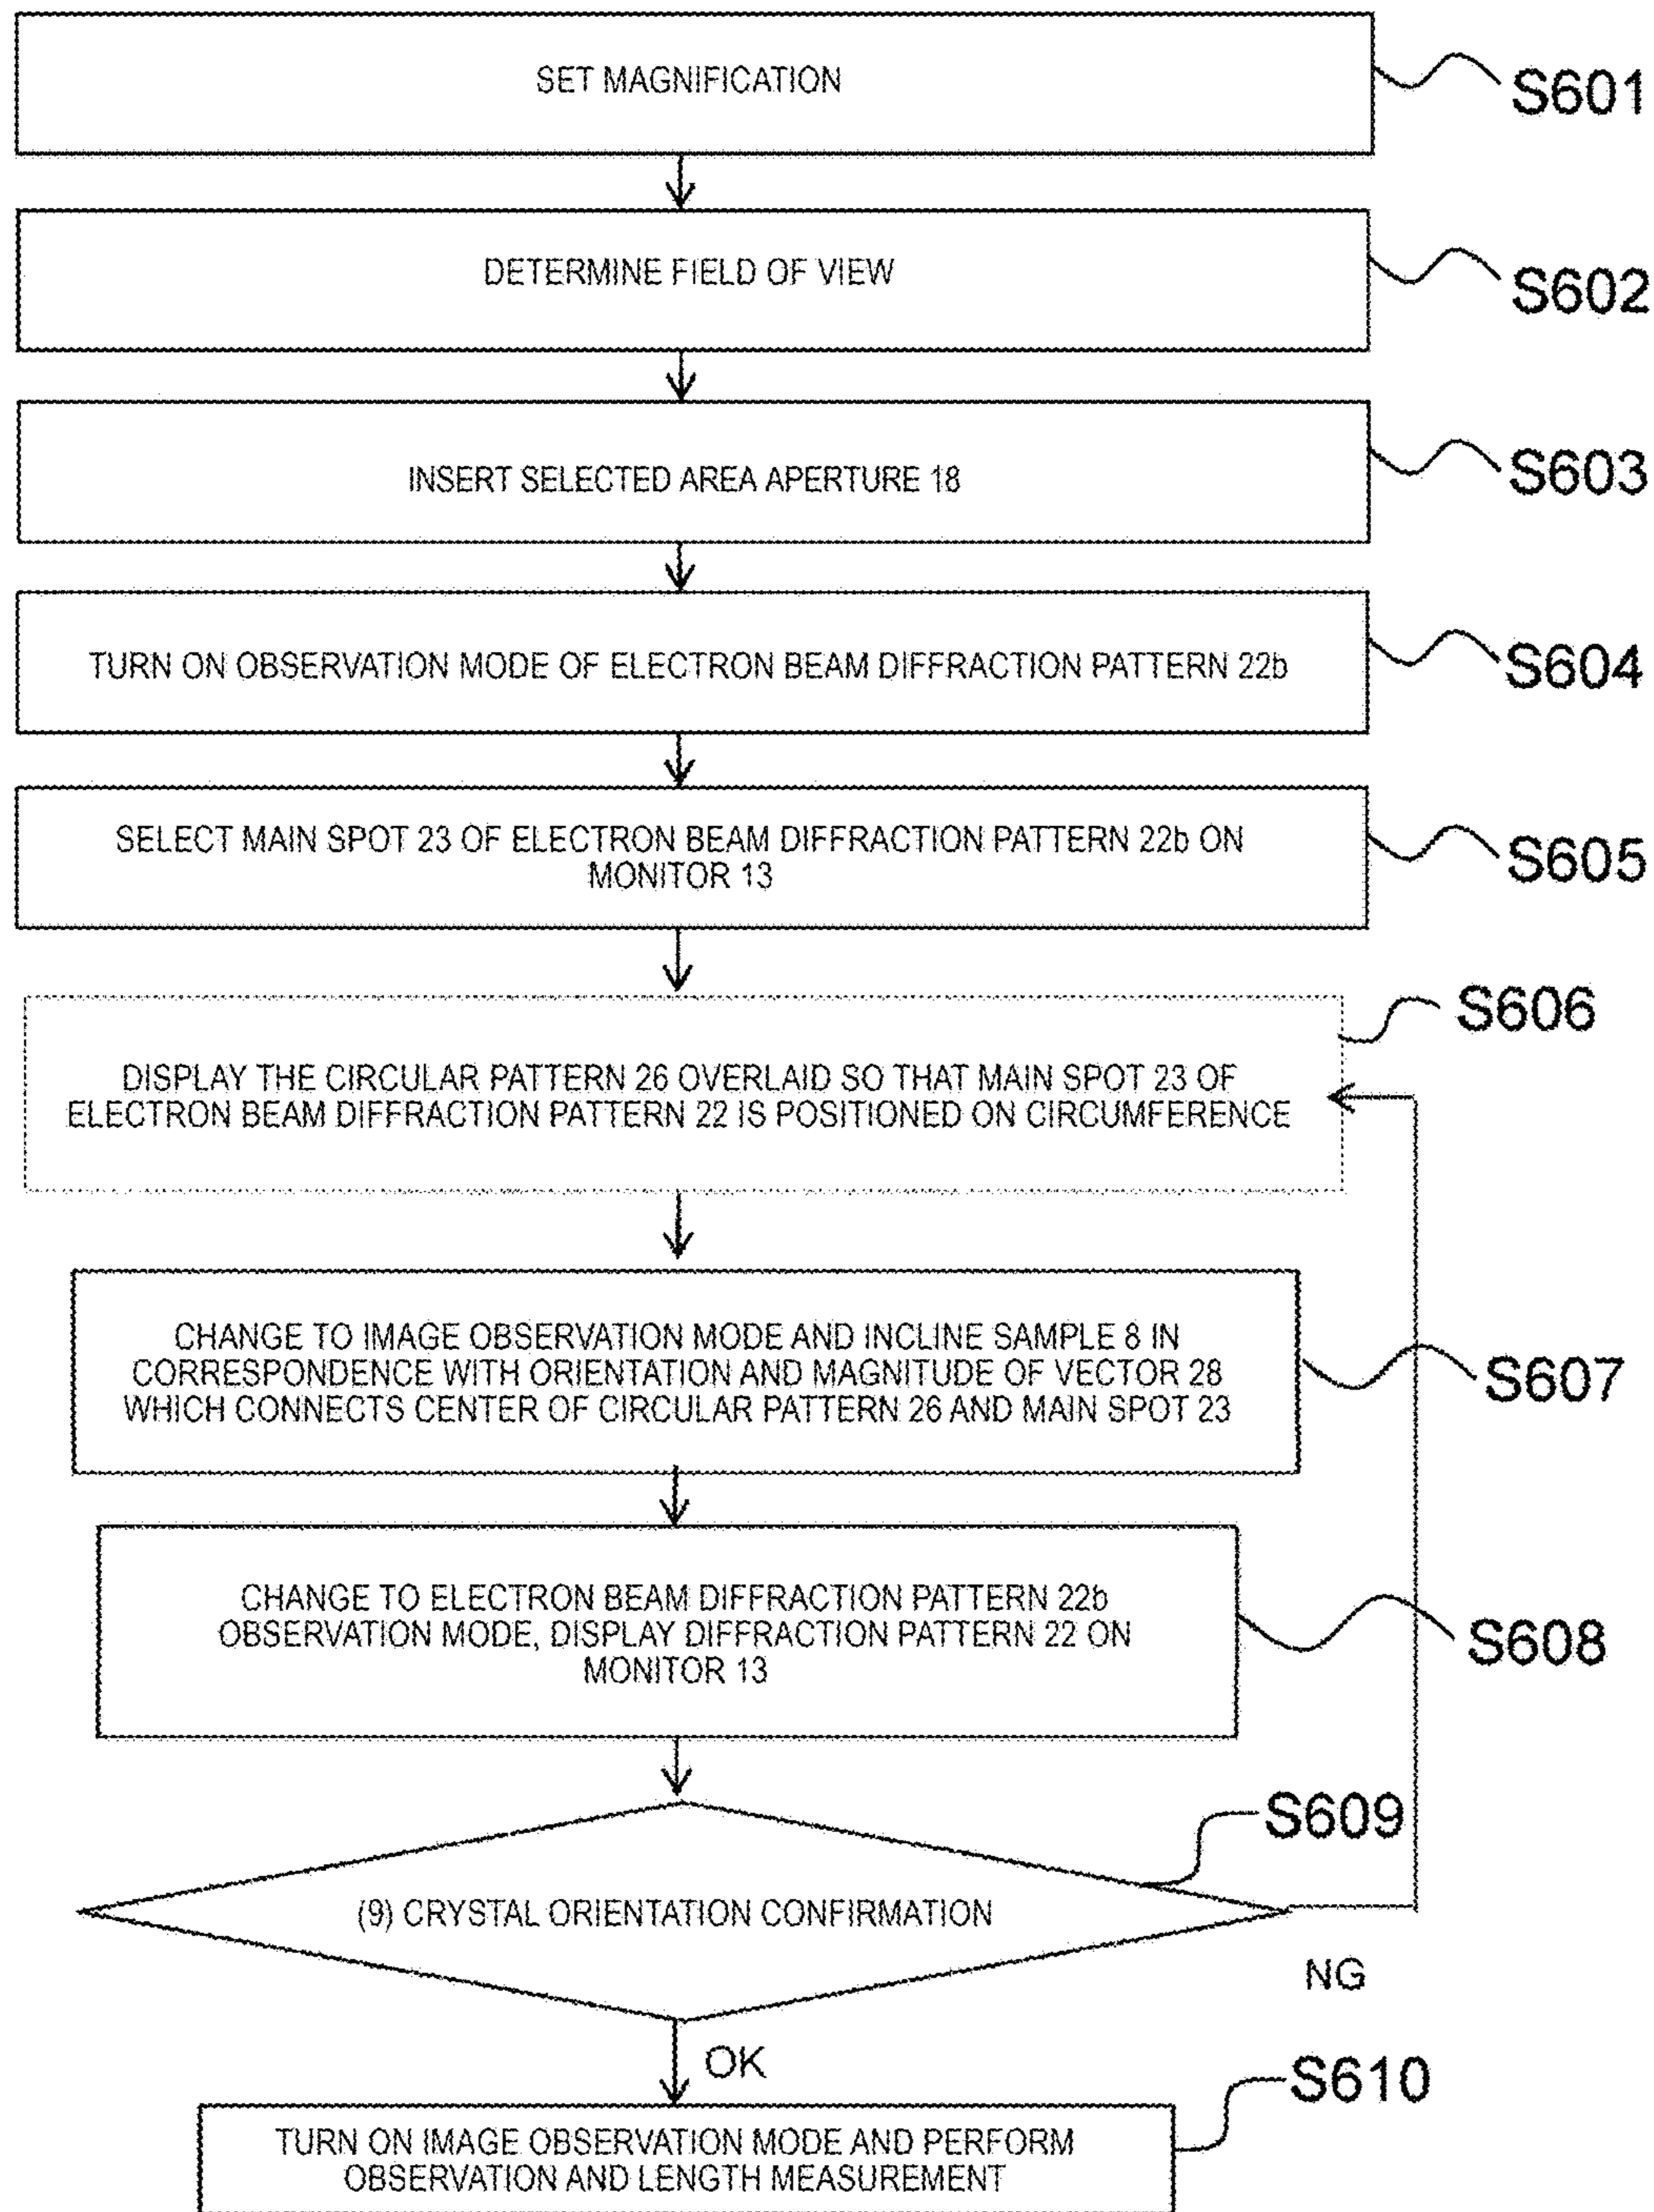 SET MAGNIFICATION
S601
DETERMINE FIELD OF VIEW
S602
INSERT SELECTED AREA APERTURE 18
S603
TURN ON OBSERVATION MODE OF ELECTRON BEAM DIFFRACTION PATTERN 22b
S604
SELECT MAIN SPOT 23 OF ELECTRON BEAM DIFFRACTION PATTERN 22b ON
MONITOR 13
S605
S606
DISPLAY THE CIRCULAR PATTERN 26 OVERLAID SO THAT MAIN SPOT 23 OF
ELECTRON BEAM DIFFRACTION PATTERN 22 IS POSITIONED ON CIRCUMFERENCE
CHANGE TO IMAGE OBSERVATION MODE AND INCLINE SAMPLE 8 IN
CORRESPONDENCE WITH ORIENTATION AND MAGNITUDE OF VECTOR 28
WHICH CONNECTS CENTER OF CIRCULAR PATTERN 26 AND MAIN SPOT 23
S607
CHANGE TO ELECTRON BEAM DIFFRACTION PATTERN 22b
OBSERVATION MODE, DISPLAY DIFFRACTION PATTERN 22 ON
MONITOR 13
S608
S609
(9) CRYSTAL ORIENTATION CONFIRMATION
NG
OK
S610
TURN ON IMAGE OBSERVATION MODE AND PERFORM
OBSERVATION AND LENGTH MEASUREMENT